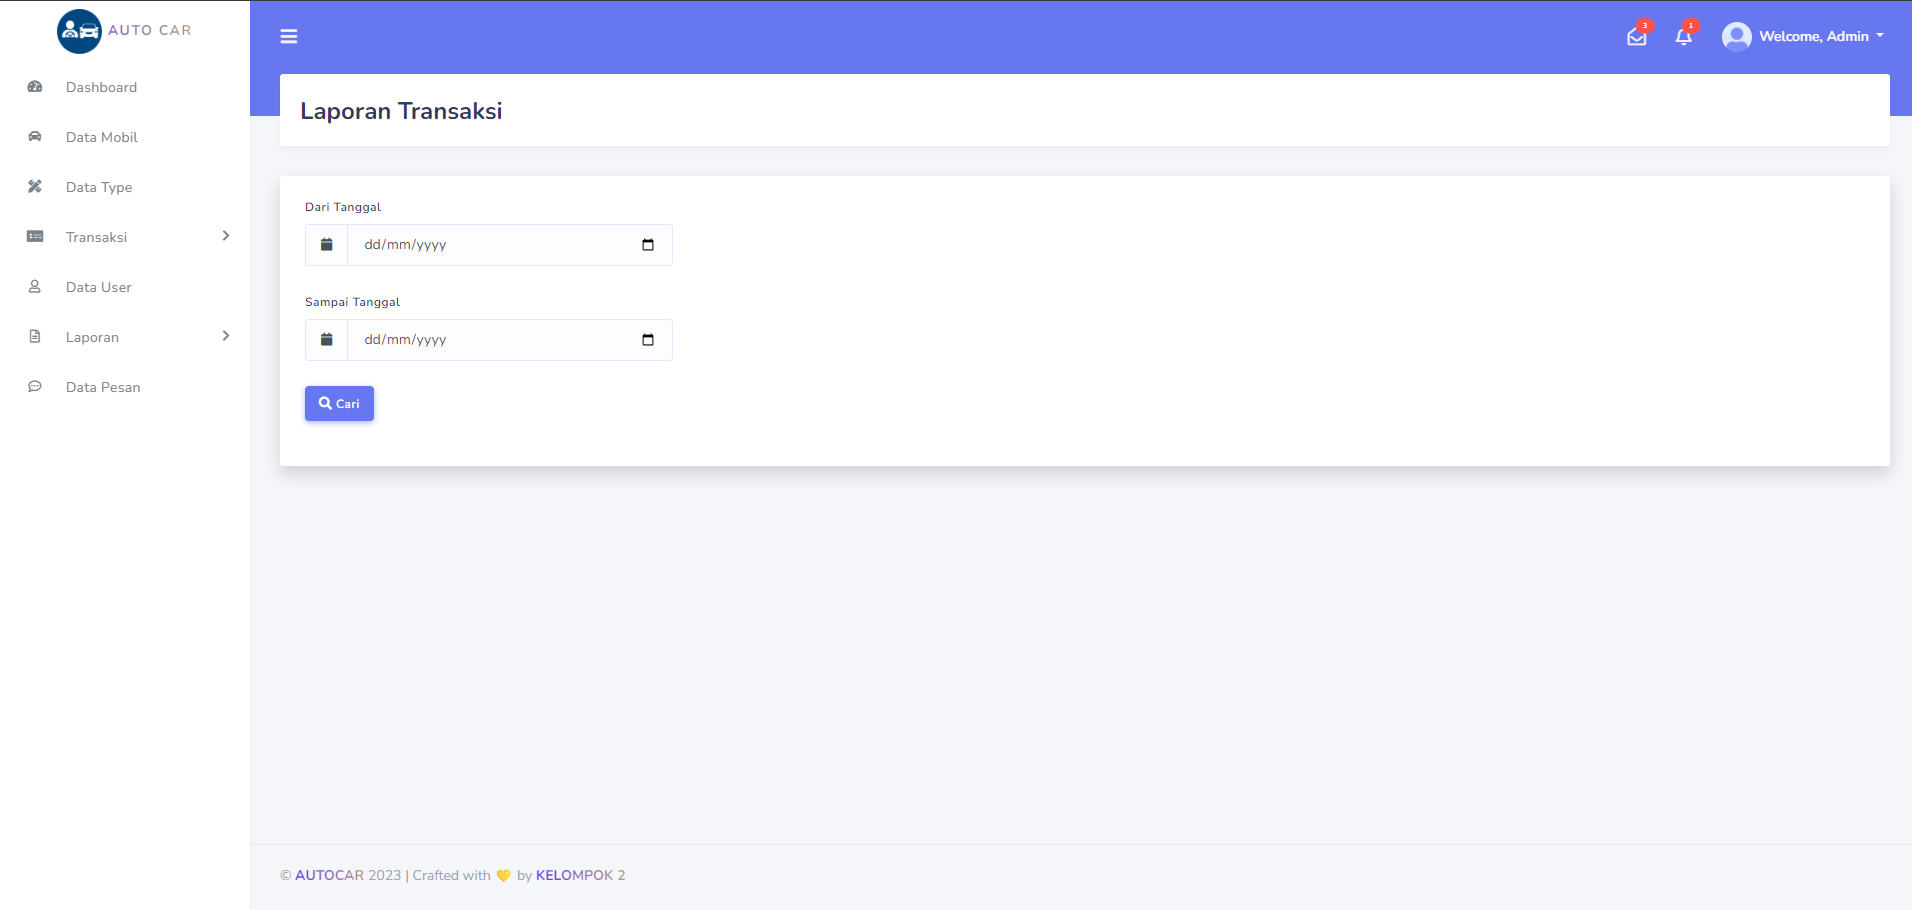 AUTO CAR
3
1
Welcome, Admin
Dashboard
Data Mobil
Data Type
Transaksi
Data User
Laporan
Data Pesan
Laporan Transaksi
Dari Tanggal
dd/mm/yyyy
Sampai Tanggal
dd/mm/yyyy
Cari
© AUTOCAR 2023 | Crafted with 💛 by KELOMPOK 2